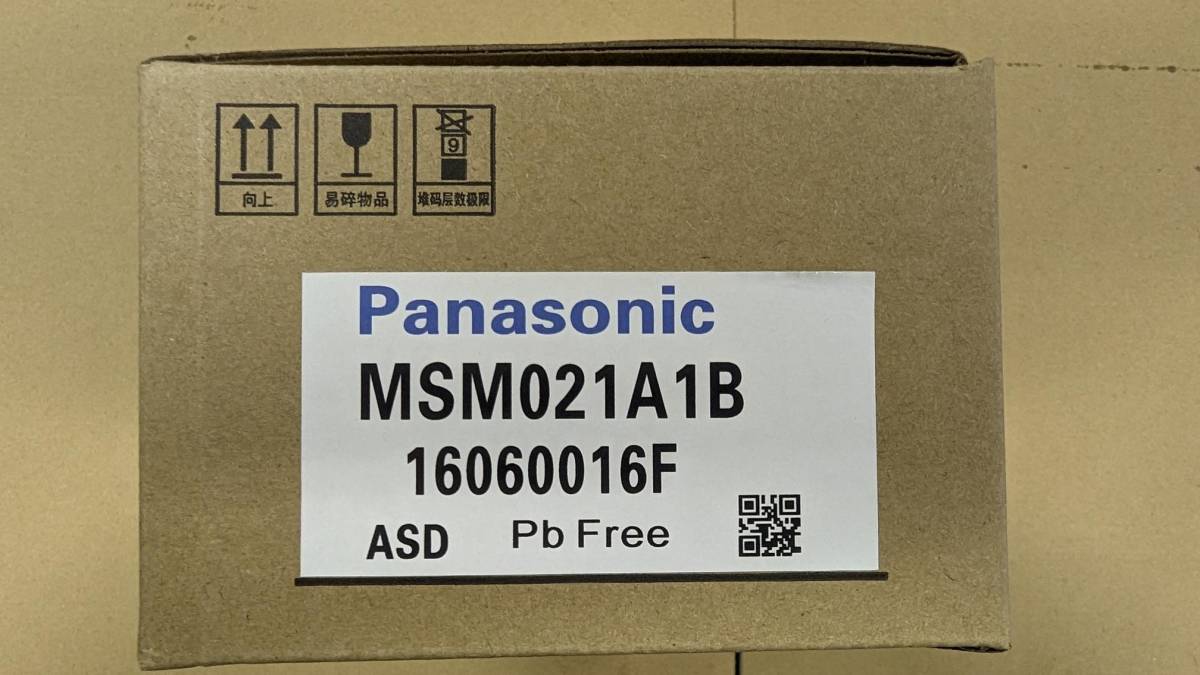 向上
易碎物品
9
堆码层数极限
Panasonic
MSM021A1B
16060016F
ASD Pb Free